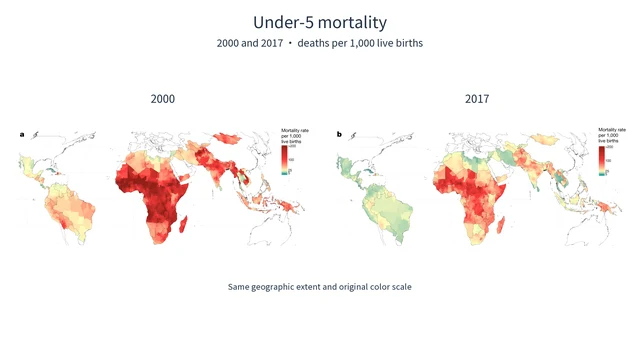 Under-5 mortality
2000 and 2017 • deaths per 1,000 live births
2000
2017
a
Mortality rate
per 1,000
live births
b
Mortality rate
per 1,000
live births
Same geographic extent and original color scale